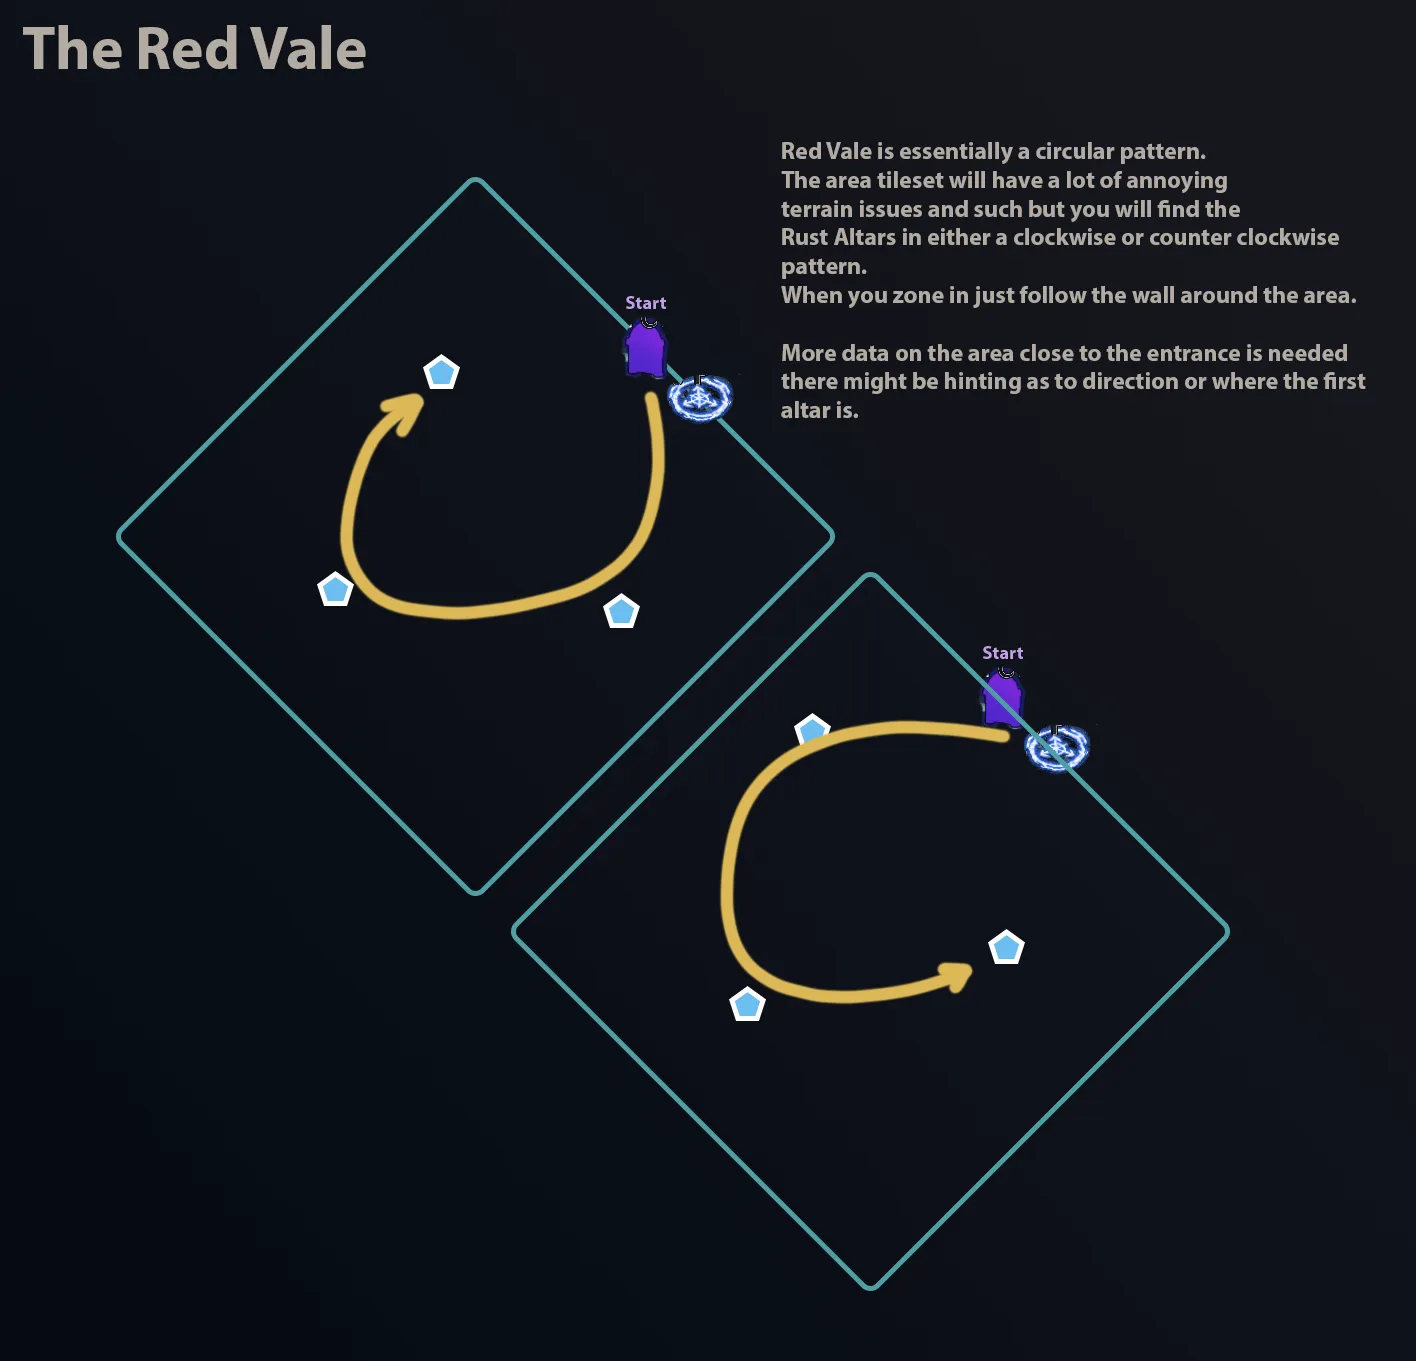 The Red Vale
Red Vale is essentially a circular pattern.
The area tileset will have a lot of annoying
terrain issues and such but you will find the
Rust Altars in either a clockwise or counter clockwise
pattern.
When you zone in just follow the wall around the area.
More data on the area close to the entrance is needed
there might be hinting as to direction or where the first
altar is.
Start
Start